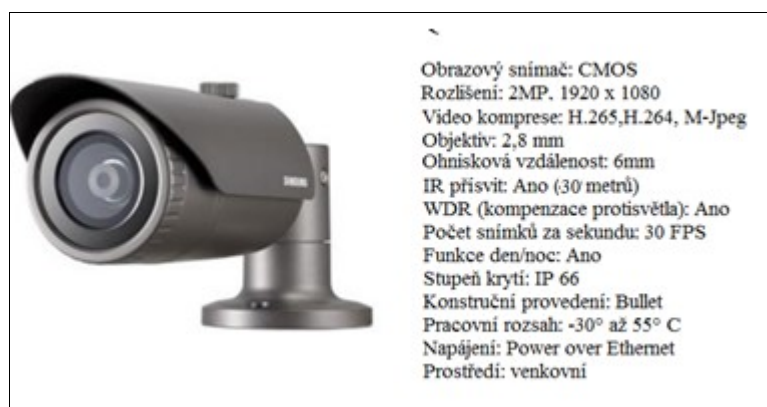 SAMSUNG
Obrazový snímač: CMOS
Rozlišení: 2MP, 1920 x 1080
Video komprese: H.265,H.264, M-Jpeg
Objektiv: 2,8 mm
Ohnisková vzdálenost: 6mm
IR přísvit: Ano (30 metrů)
WDR (kompenzace protisvětla): Ano
Počet snímků za sekundu: 30 FPS
Funkce den/noc: Ano
Stupeň krytí: IP 66
Konstruční provedení: Bullet
Pracovní rozsah: -30° až 55° C
Napájení: Power over Ethernet
Prostředí: venkovní